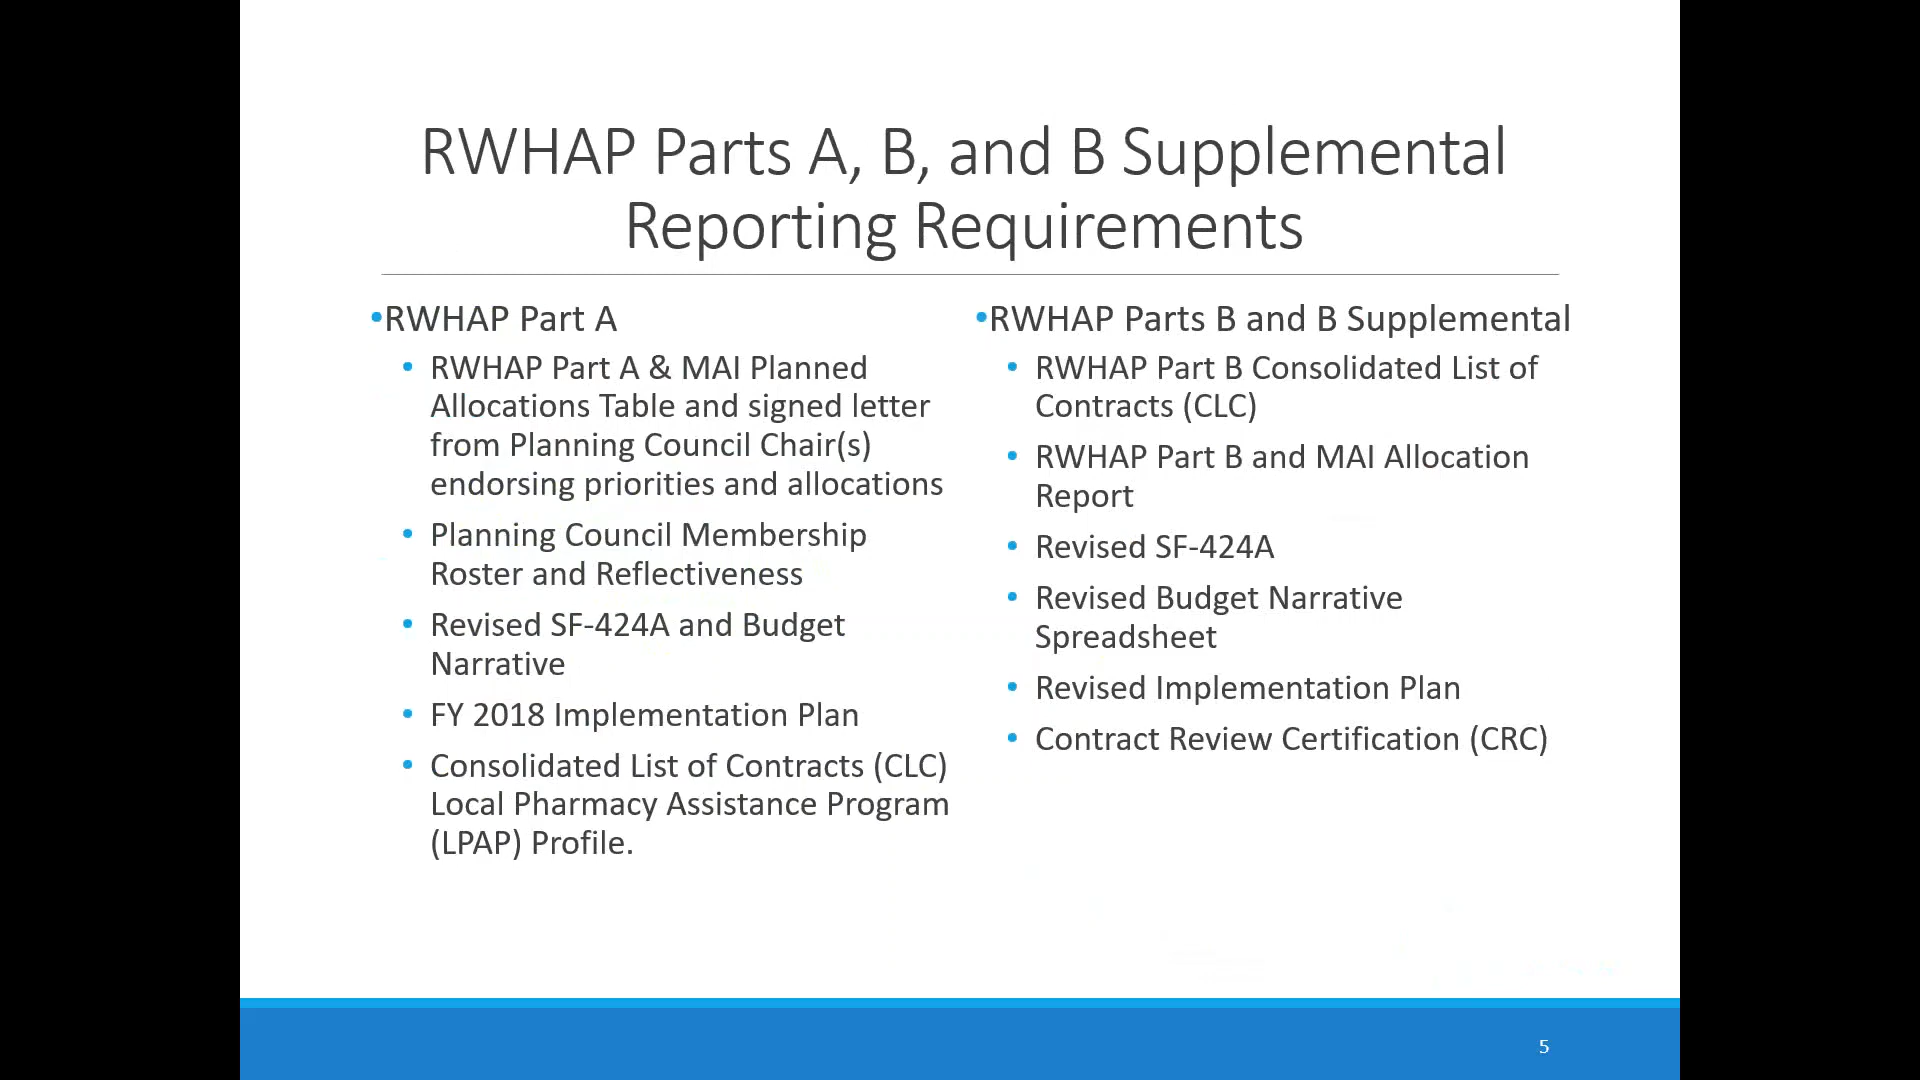 RWHAP Parts A, B, and B Supplemental
Reporting Requirements
•RWHAP Part A
• RWHAP Part A & MAI Planned
Allocations Table and signed letter
from Planning Council Chair(s)
endorsing priorities and allocations
• Planning Council Membership
Roster and Reflectiveness
• Revised SF-424A and Budget
Narrative
• FY 2018 Implementation Plan
• Consolidated List of Contracts (CLC)
Local Pharmacy Assistance Program
(LPAP) Profile.
•RWHAP Parts B and B Supplemental
• RWHAP Part B Consolidated List of
Contracts (CLC)
• RWHAP Part B and MAI Allocation
Report
• Revised SF-424A
• Revised Budget Narrative
Spreadsheet
• Revised Implementation Plan
• Contract Review Certification (CRC)
5